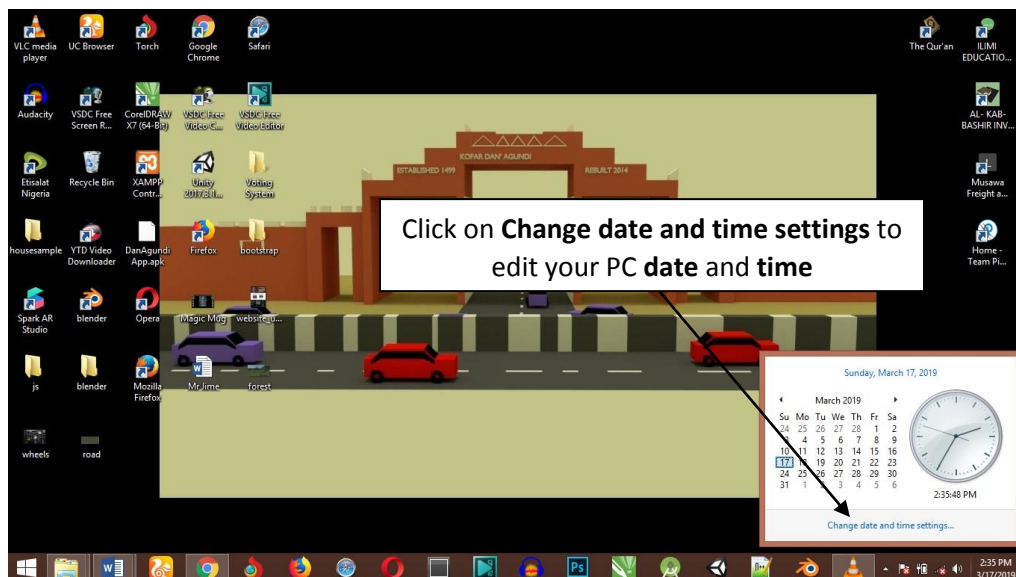 VLC media player
UC Browser
Torch
Google Chrome
Safari
The Qur'an
ILIMI EDUCATIO...
Audacity
VSDC Free Screen R...
CorelDRAW X7 (64-Bit)
VSDC Free Video C...
VSDC Free Video Editor
AL- KAB- BASHIR INV...
KOFAR DAN' AGUNDI
ESTABLISHED 1499
REBUILT 2014
Etisalat Nigeria
Recycle Bin
XAMPP Contr...
Unity 2017.3.1...
Voting System
Musawa Freight a...
Click on Change date and time settings to
edit your PC date and time
housesample
YTD Video Downloader
DanAgundi App.apk
Firefox
bootstrap
Home - Team Pi...
Spark AR Studio
blender
Opera
Magic Mug
website_u...
js
blender
Mozilla Firefox
MrJime
forest
wheels
road
Sunday, March 17, 2019
March 2019
Su Mo Tu We Th Fr Sa
24 25 26 27 28 1 2
3 4 5 6 7 8 9
10 11 12 13 14 15 16
17 18 19 20 21 22 23
24 25 26 27 28 29 30
31 1 2 3 4 5 6
2:35:48 PM
Change date and time settings...
Ps
2:35 PM
3/17/2019